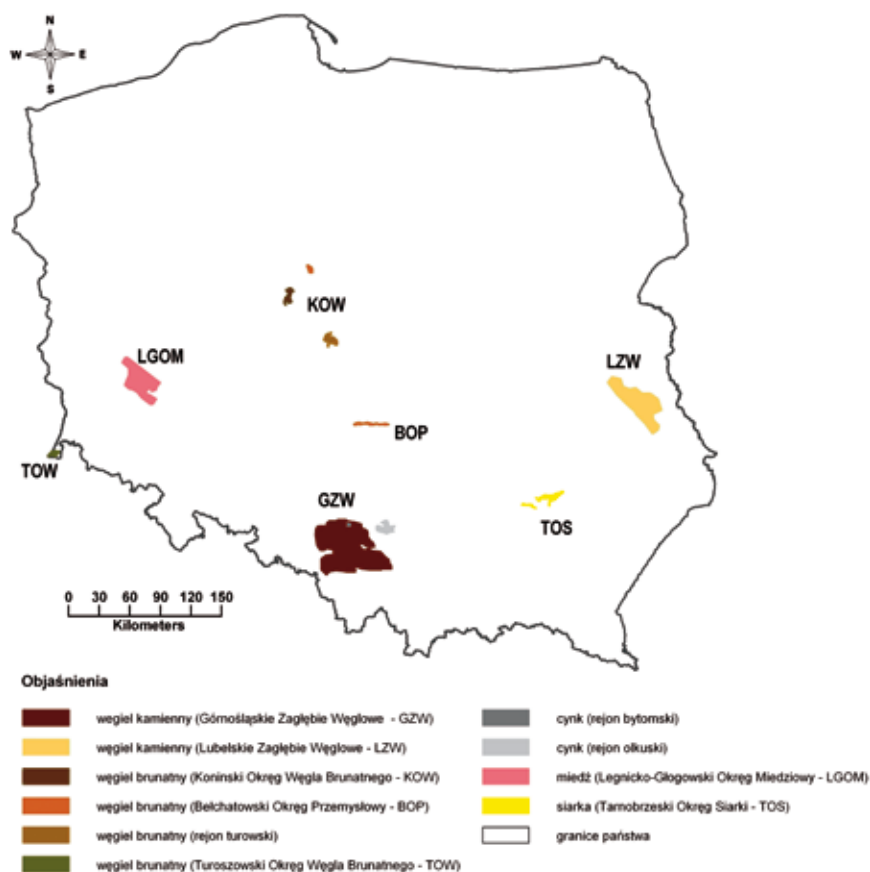 N
W E
S
KOW
LGOM
LZW
BOP
TOW
GZW
TOS
0 30 60 90 120 150
Kilometers
Objaśnienia
węgiel kamienny (Górnośląskie Zagłębie Węglowe - GZW)
węgiel kamienny (Lubelskie Zagłębie Węglowe - LZW)
węgiel brunatny (Koninski Okręg Węgla Brunatnego - KOW)
węgiel brunatny (Bełchatowski Okręg Przemysłowy - BOP)
węgiel brunatny (rejon turowski)
węgiel brunatny (Turoszowski Okręg Węgla Brunatnego - TOW)
cynk (rejon bytomski)
cynk (rejon olkuski)
miedź (Legnicko-Głogowski Okręg Miedziowy - LGOM)
siarka (Tarnobrzeski Okręg Siarki - TOS)
granice państwa